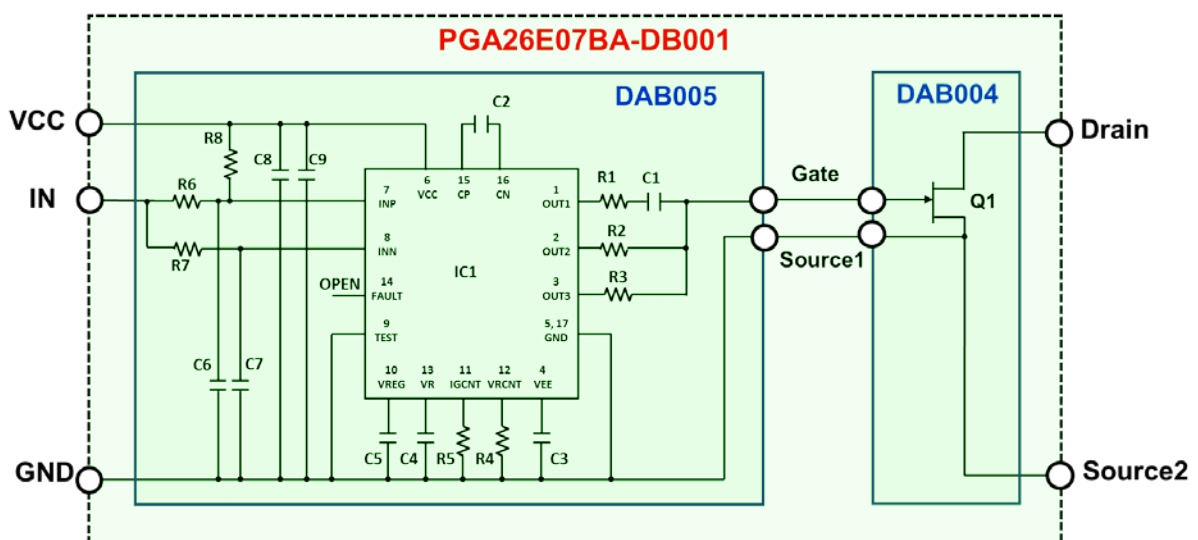 PGA26E07BA-DB001
DAB005
DAB004
VCC
C2
R8
C8
C9
Drain
IN
R6
7
INP
6
VCC
15
CP
16
CN
1
OUT1
R1
C1
Gate
Q1
R7
8
INN
2
OUT2
R2
Source1
IC1
OPEN
14
FAULT
3
OUT3
R3
9
TEST
5, 17
GND
C6
C7
10
VREG
13
VR
11
IGCNT
12
VRCNT
4
VEE
C5
C4
R5
R4
C3
GND
Source2